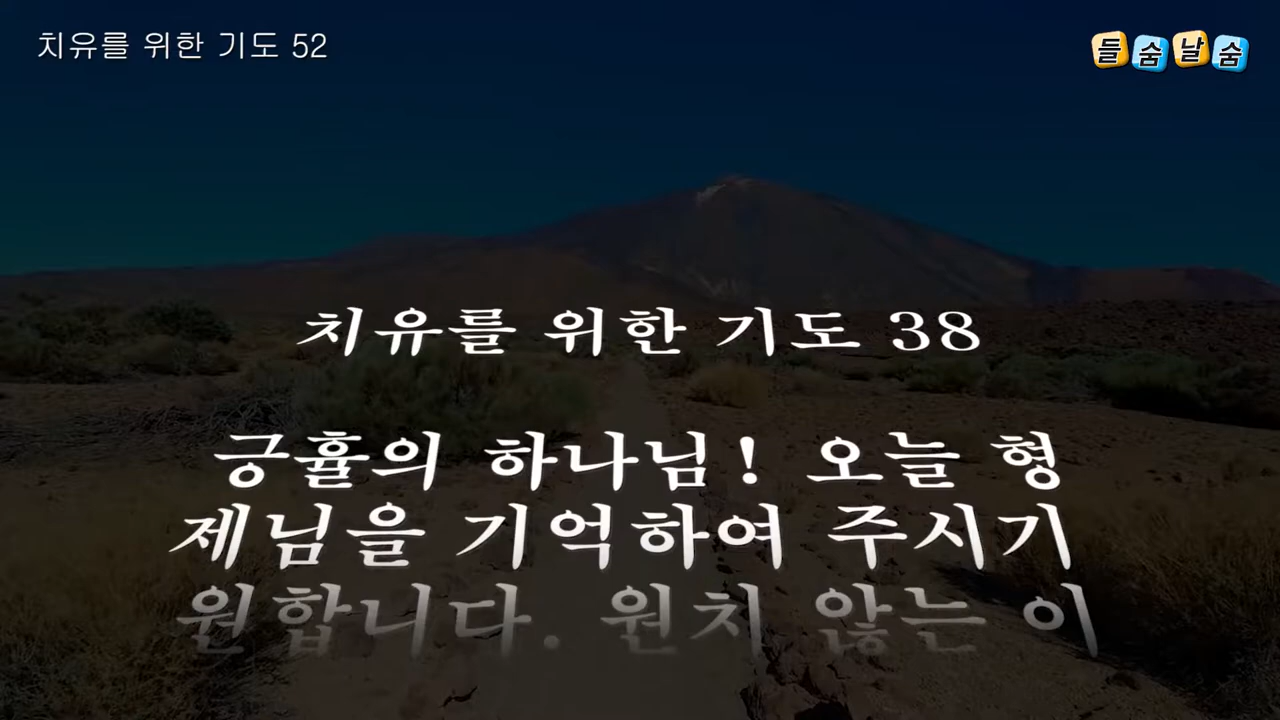 치유를 위한 기도 52
들숨날숨
치유를 위한 기도 38
긍휼의 하나님! 오늘 형
제님을 기억하여 주시기
원합니다. 원치 않는 이